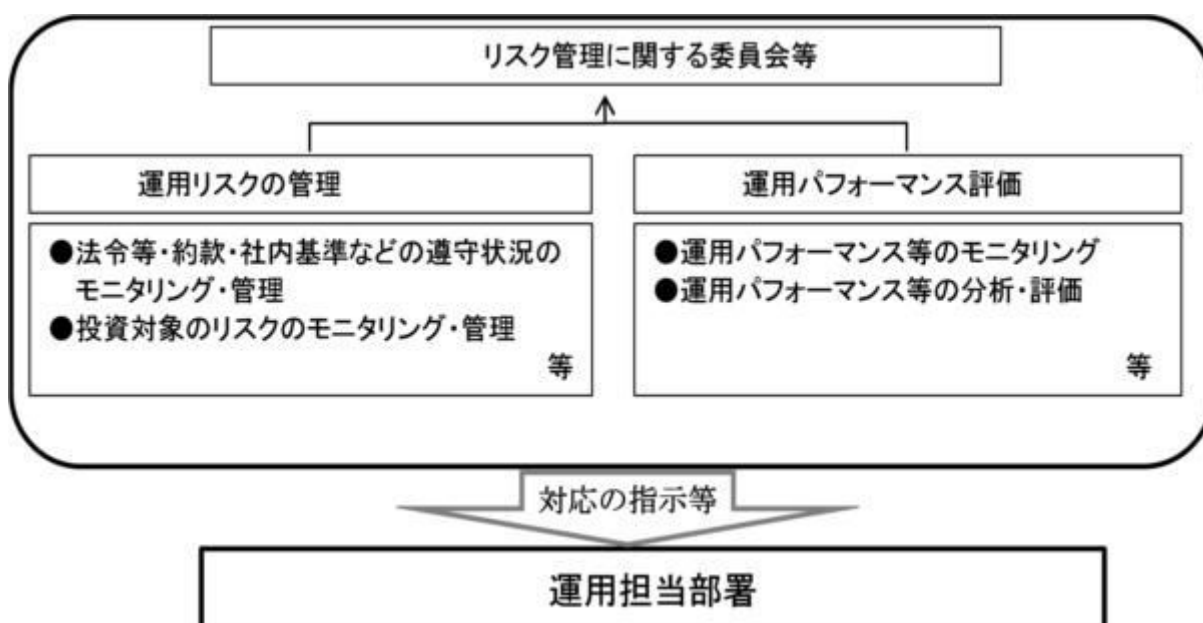 リスク管理に関する委員会等
運用リスクの管理
●法令等・約款・社内基準などの遵守状況の
モニタリング・管理
●投資対象のリスクのモニタリング・管理
等
運用パフォーマンス評価
●運用パフォーマンス等のモニタリング
●運用パフォーマンス等の分析・評価
等
対応の指示等
運用担当部署